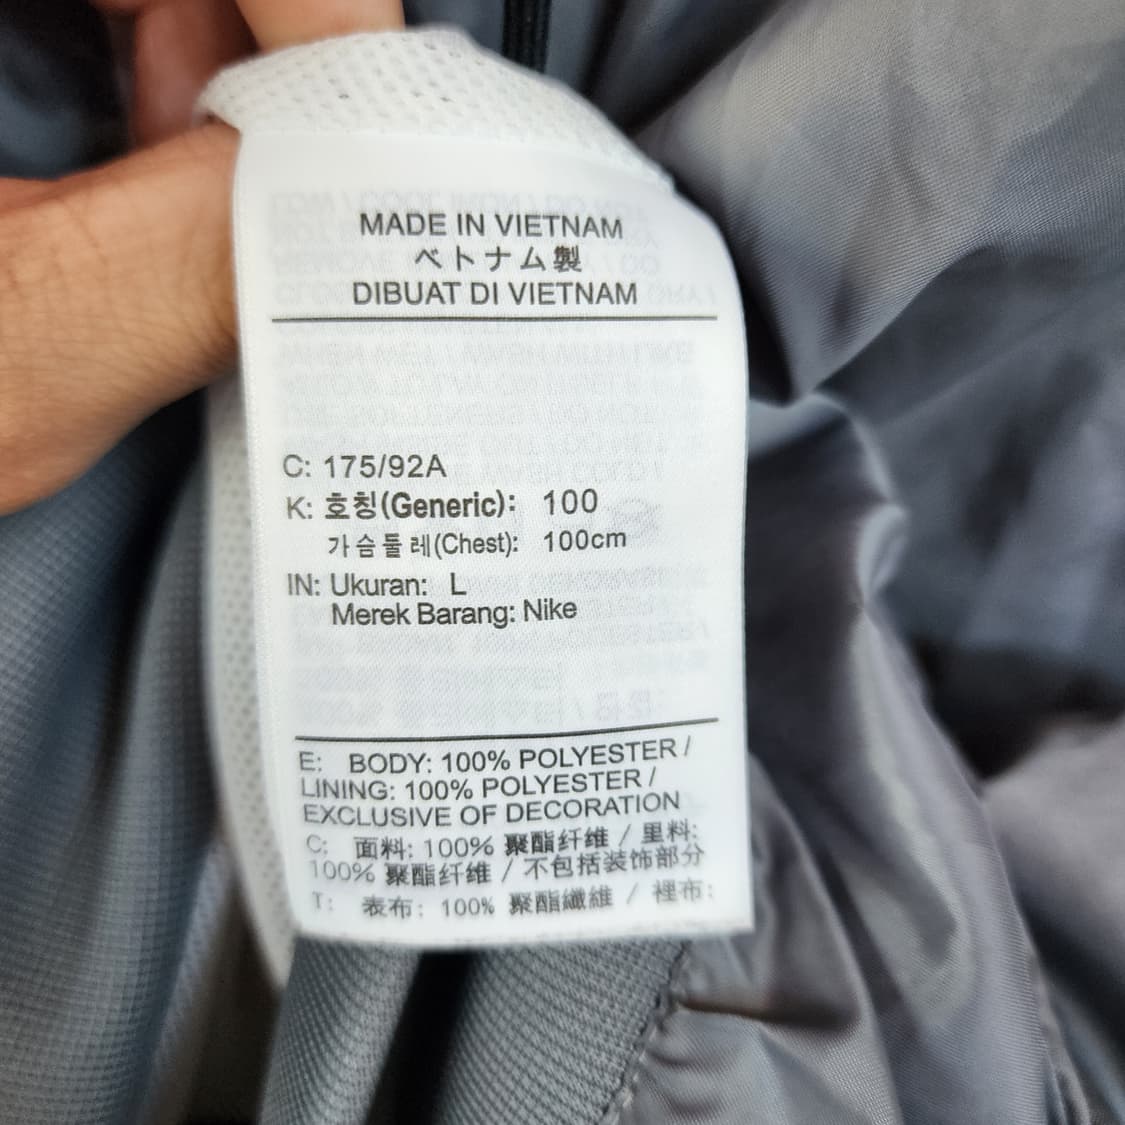 MADE IN VIETNAM
ベトナム製
DIBUAT DI VIETNAM
C: 175/92A
K: 호칭(Generic): 100
가슴둘레(Chest): 100cm
IN: Ukuran: L
Merek Barang: Nike
E: BODY: 100% POLYESTER /
LINING: 100% POLYESTER /
EXCLUSIVE OF DECORATION
C: 面料: 100% 聚酯纤维 / 里料:
100% 聚酯纤维 / 不包括装饰部分
T: 表布: 100% 聚酯纖維 / 裡布: